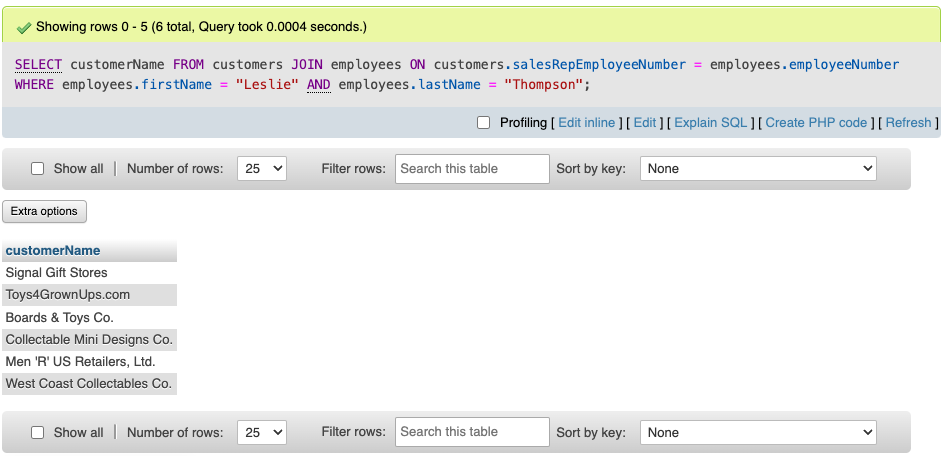 Showing rows 0 - 5 (6 total, Query took 0.0004 seconds.)
SELECT customerName FROM customers JOIN employees ON customers.salesRepEmployeeNumber = employees.employeeNumber
WHERE employees.firstName = "Leslie" AND employees.lastName = "Thompson";
Profiling [ Edit inline ] [ Edit ] [ Explain SQL ] [ Create PHP code ] [ Refresh ]
Show all | Number of rows: 25 Filter rows: Search this table Sort by key: None
Extra options
customerName
Signal Gift Stores
Toys4GrownUps.com
Boards & Toys Co.
Collectable Mini Designs Co.
Men 'R' US Retailers, Ltd.
West Coast Collectables Co.
Show all | Number of rows: 25 Filter rows: Search this table Sort by key: None